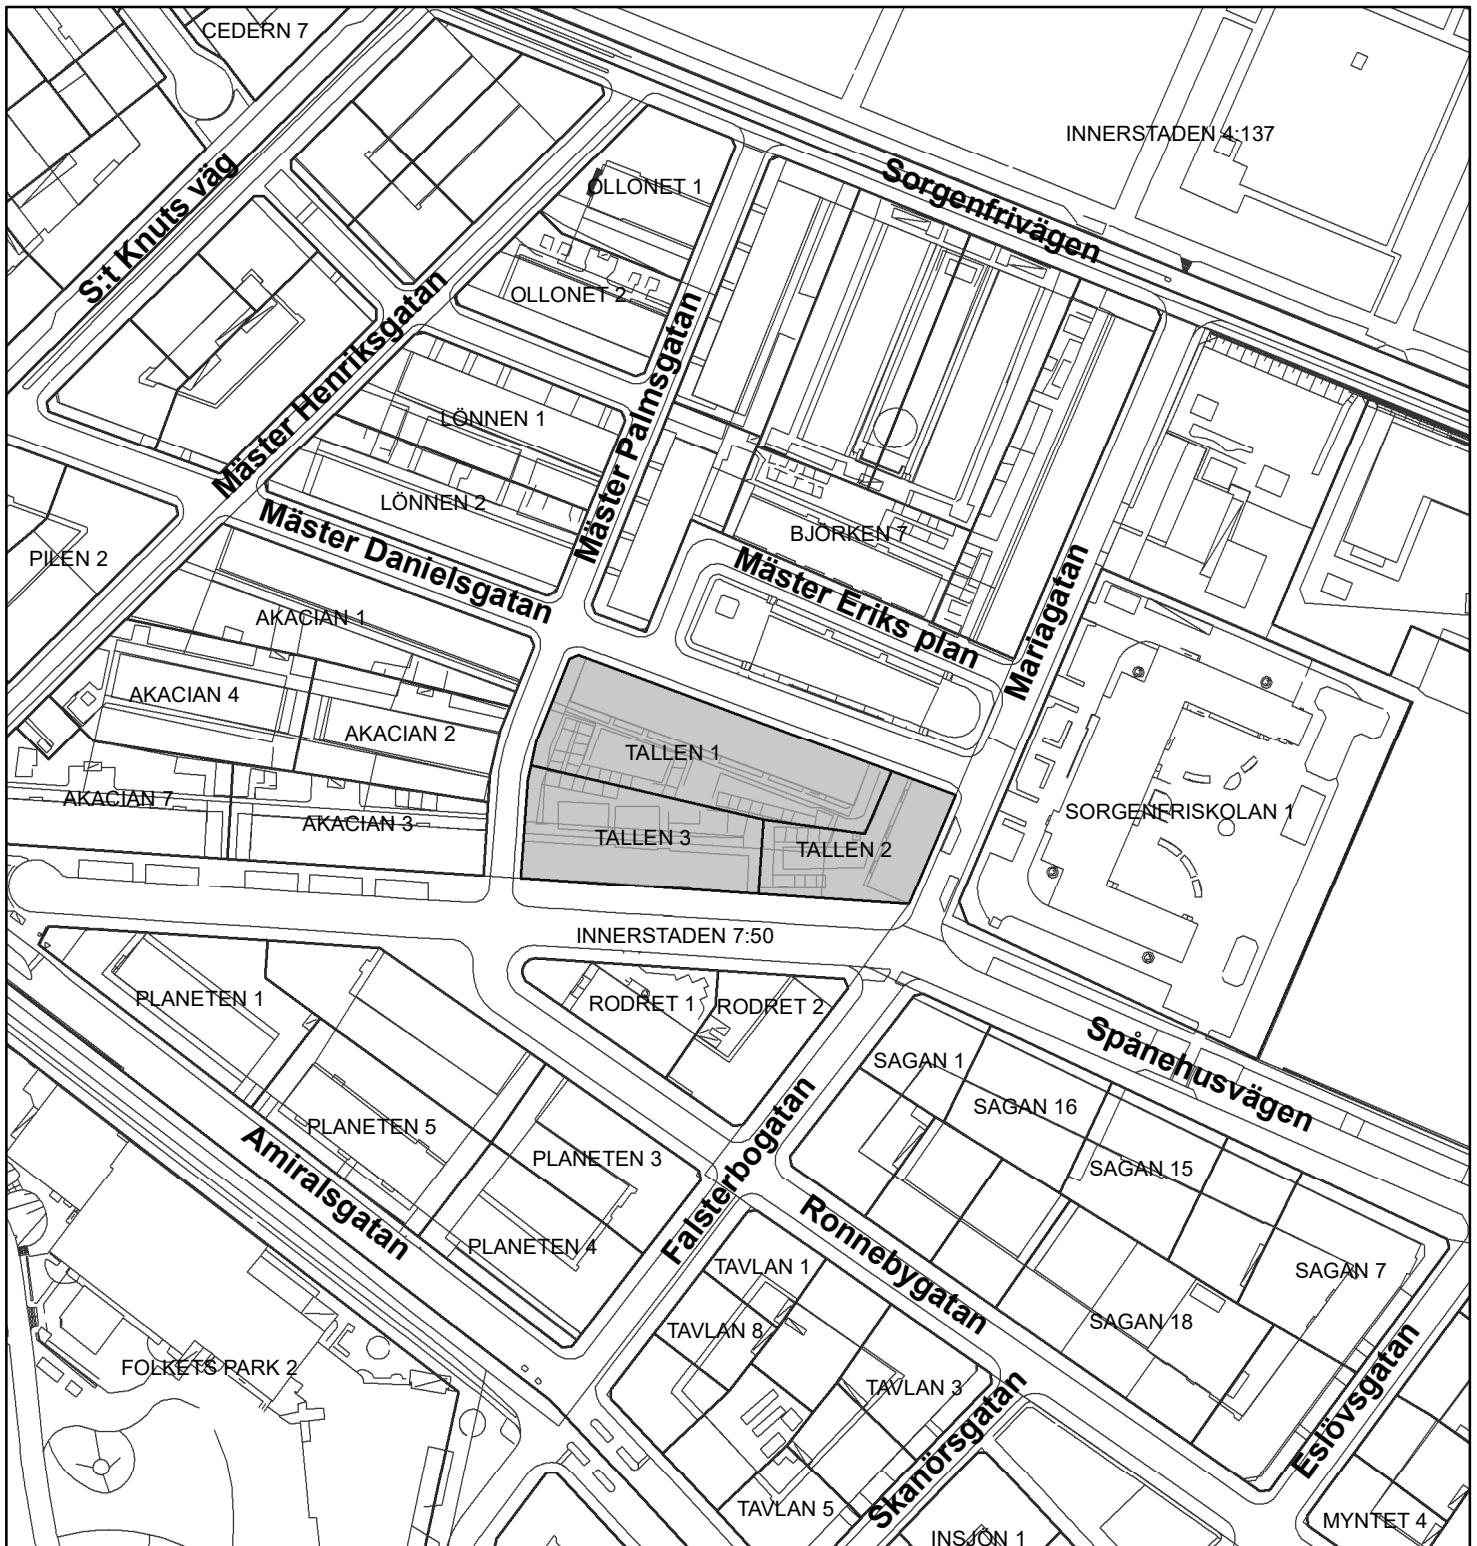 CEDERN 7
INNERSTADEN 4:137
S:t Knuts väg
OLLONET 1
Sorgenfrivägen
OLLONET 2
Mäster Henriksgatan
Mäster Palmsgatan
LÖNNEN 1
LÖNNEN 2
BJÖRKEN 7
PILEN 2
Mäster Danielsgatan
Mäster Eriks plan
Mariagatan
AKACIAN 1
AKACIAN 4
AKACIAN 2
TALLEN 1
AKACIAN 7
AKACIAN 3
TALLEN 3
TALLEN 2
SORGENFRISKOLAN 1
INNERSTADEN 7:50
PLANETEN 1
RODRET 1
RODRET 2
Spånehusvägen
SAGAN 1
SAGAN 16
PLANETEN 5
PLANETEN 3
SAGAN 15
Amiralsgatan
Falsterbogatan
Ronnebygatan
PLANETEN 4
TAVLAN 1
SAGAN 7
TAVLAN 8
SAGAN 18
FOLKETS PARK 2
TAVLAN 3
Eslövsgatan
Skanörsgatan
TAVLAN 5
INSJÖN 1
MYNTET 4